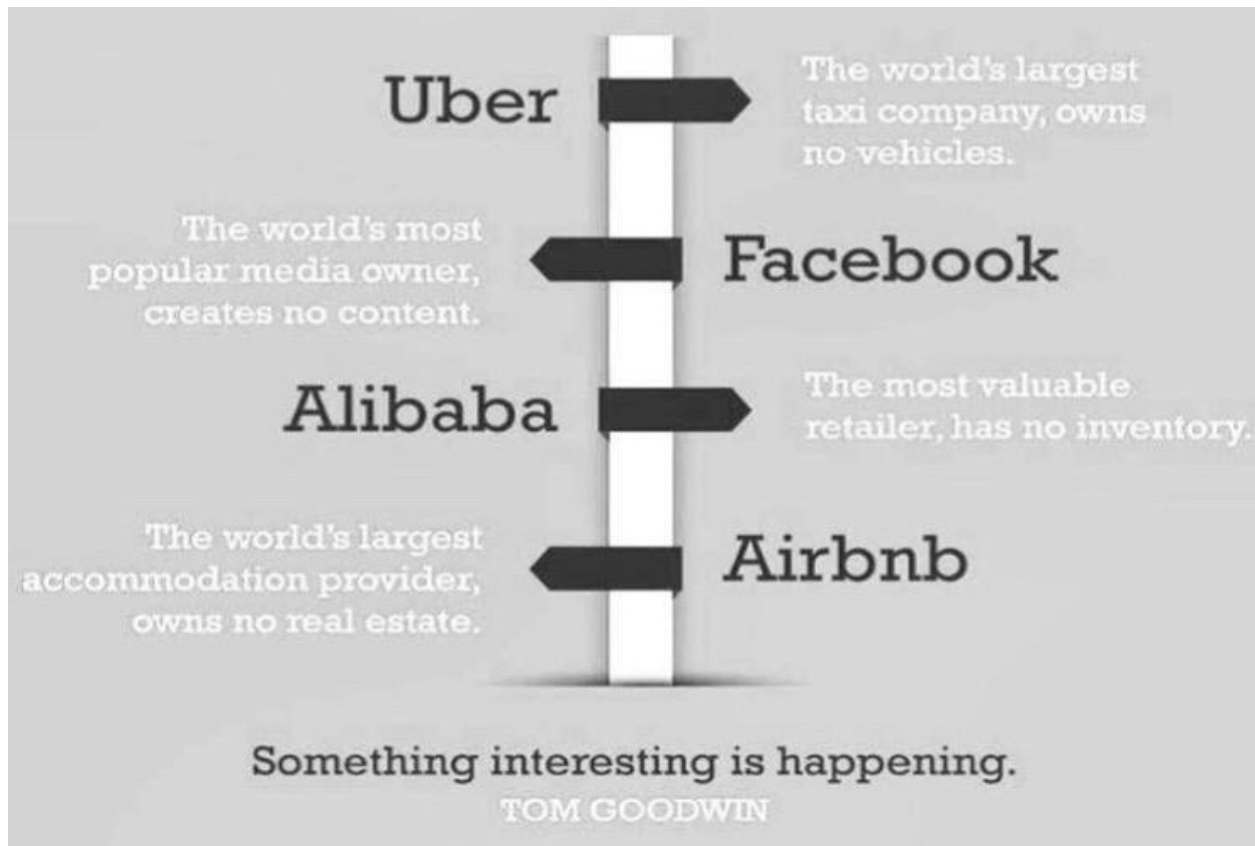 Uber
The world's largest
taxi company, owns
no vehicles.
The world's most
popular media owner,
creates no content.
Facebook
Alibaba
The most valuable
retailer, has no inventory.
The world's largest
accommodation provider,
owns no real estate.
Airbnb
Something interesting is happening.
TOM GOODWIN